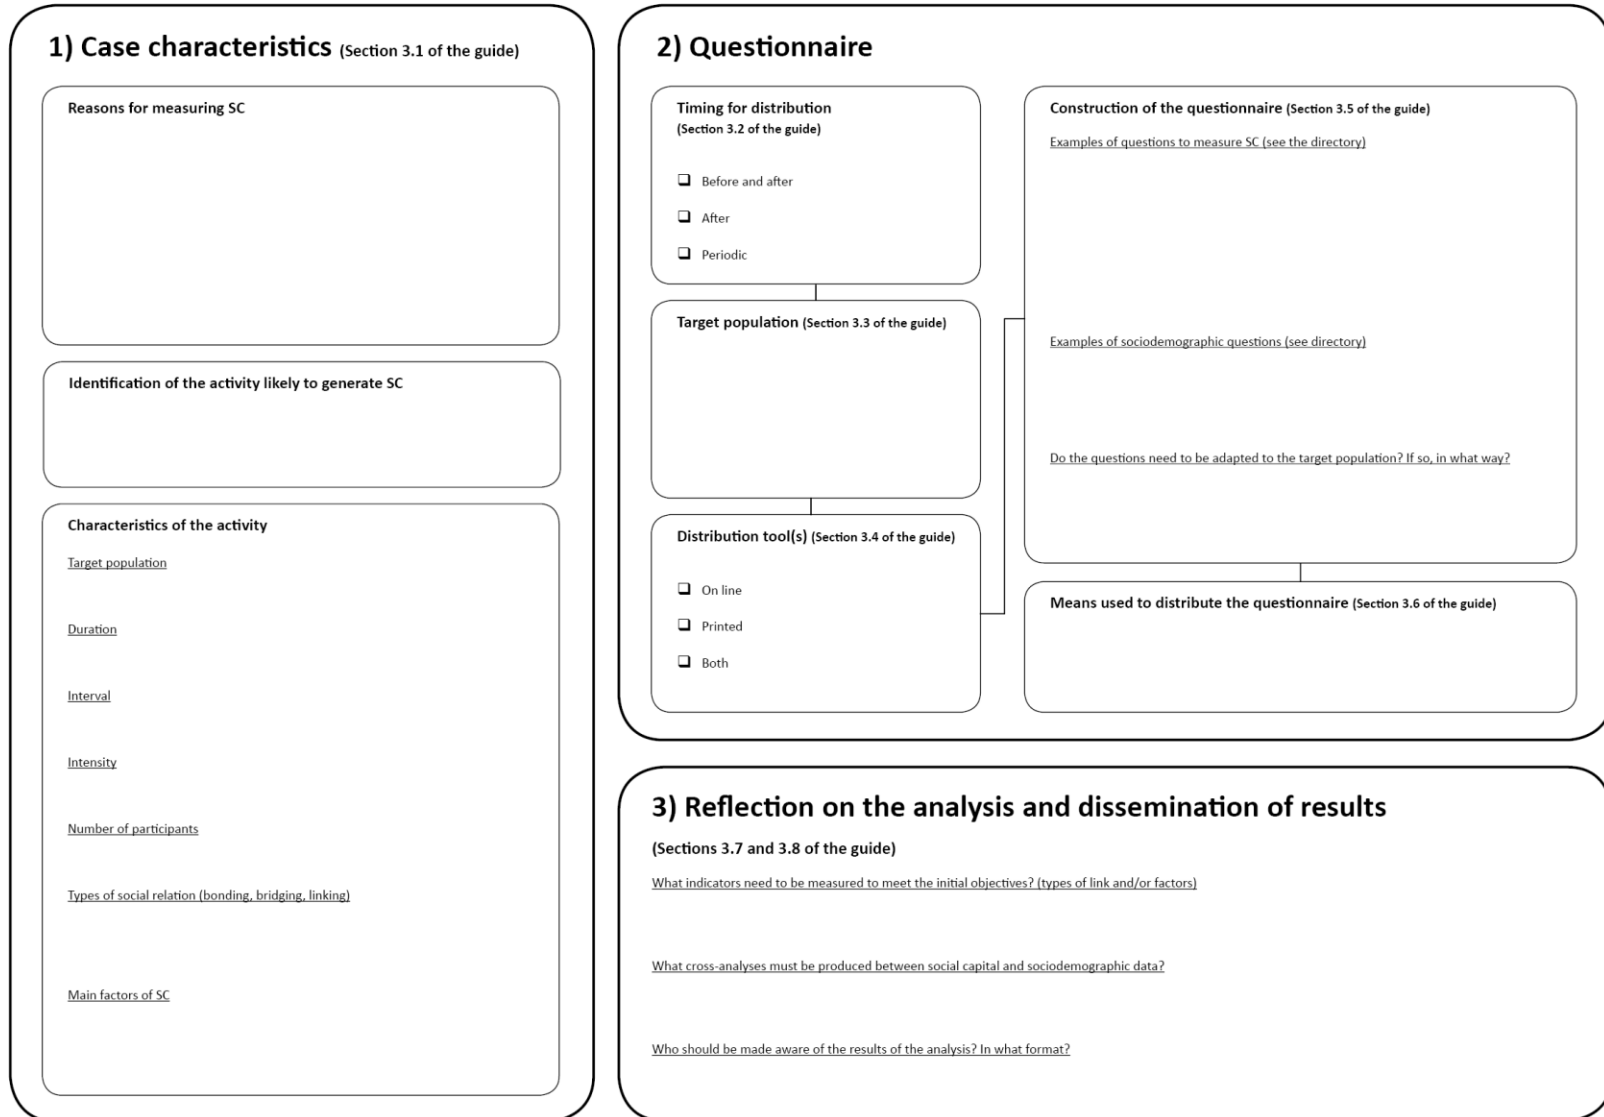 1) Case characteristics (Section 3.1 of the guide)
Reasons for measuring SC
Identification of the activity likely to generate SC
Characteristics of the activity
Target population
Duration
Interval
Intensity
Number of participants
Types of social relation (bonding, bridging, linking)
Main factors of SC
2) Questionnaire
Timing for distribution
(Section 3.2 of the guide)
Before and after
After
Periodic
Target population (Section 3.3 of the guide)
Distribution tool(s) (Section 3.4 of the guide)
On line
Printed
Both
Construction of the questionnaire (Section 3.5 of the guide)
Examples of questions to measure SC (see the directory)
Examples of sociodemographic questions (see directory)
Do the questions need to be adapted to the target population? If so, in what way?
Means used to distribute the questionnaire (Section 3.6 of the guide)
3) Reflection on the analysis and dissemination of results
(Sections 3.7 and 3.8 of the guide)
What indicators need to be measured to meet the initial objectives? (types of link and/or factors)
What cross-analyses must be produced between social capital and sociodemographic data?
Who should be made aware of the results of the analysis? In what format?